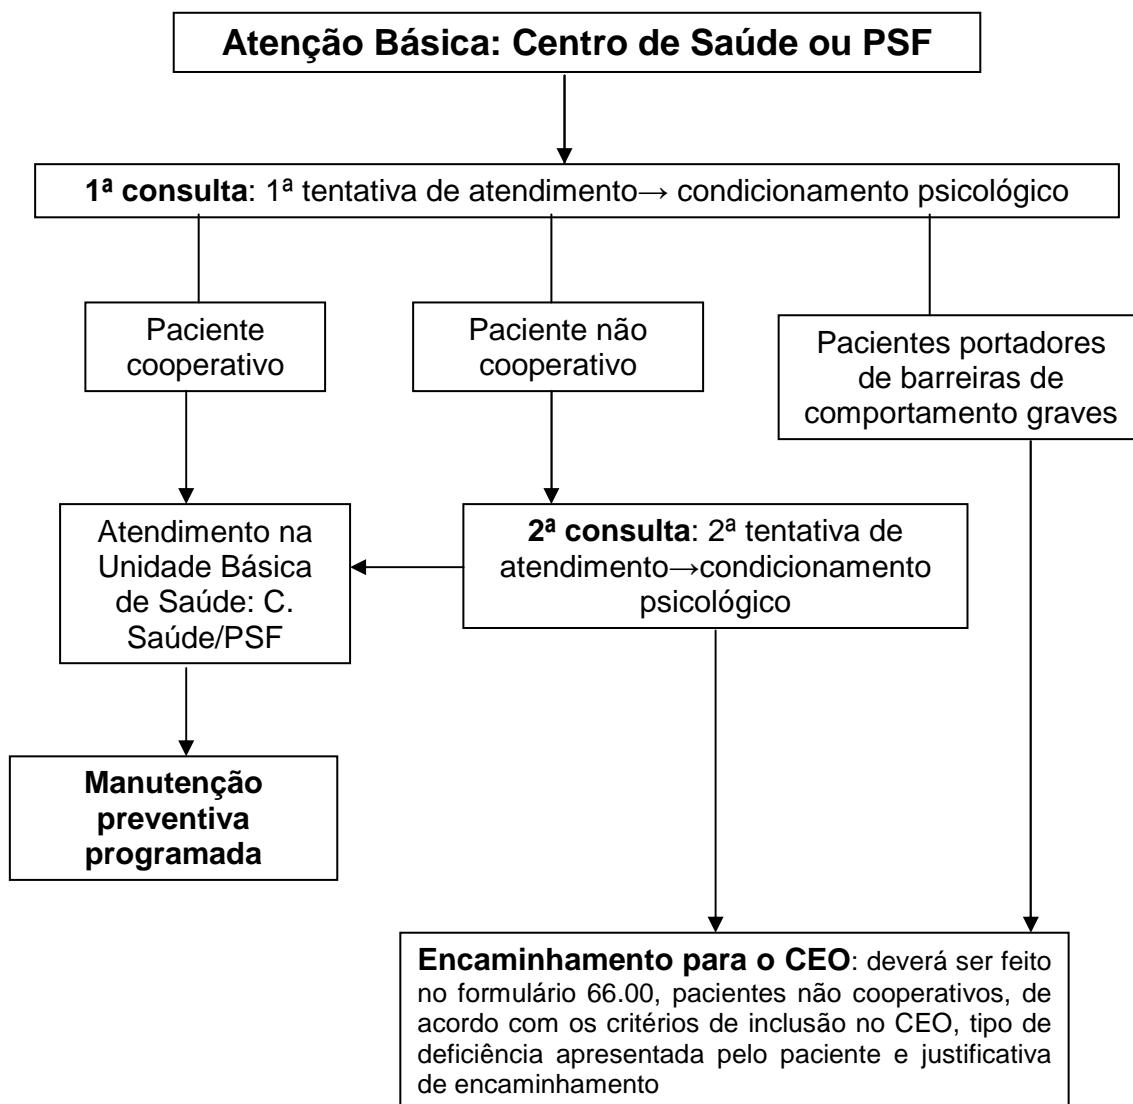 Atenção Básica: Centro de Saúde ou PSF
1ª consulta: 1ª tentativa de atendimento→ condicionamento psicológico
Paciente
cooperativo
Paciente não
cooperativo
Pacientes portadores
de barreiras de
comportamento graves
Atendimento na
Unidade Básica
de Saúde: C.
Saúde/PSF
2ª consulta: 2ª tentativa de
atendimento→condicionamento
psicológico
Manutenção
preventiva
programada
Encaminhamento para o CEO: deverá ser feito
no formulário 66.00, pacientes não cooperativos, de
acordo com os critérios de inclusão no CEO, tipo de
deficiência apresentada pelo paciente e justificativa
de encaminhamento